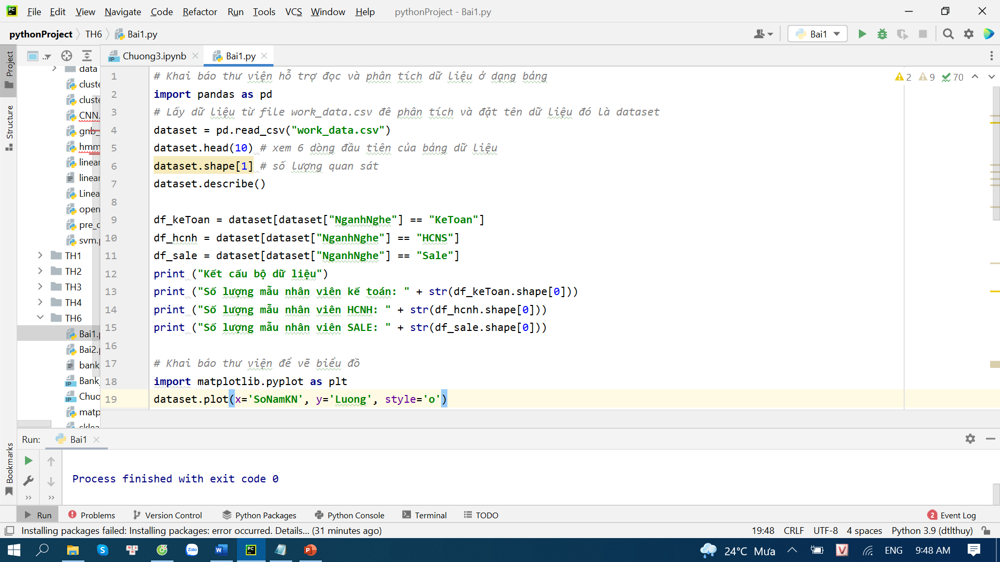 File Edit View Navigate Code Refactor Run Tools VCS Window Help pythonProject - Bai1.py
pythonProject TH6 Bai1.py Bai1
Project
Structure
Bookmarks
Chuong3.ipynb Bai1.py
data
cluste
cluste
CNN.
gnb_
hmm
linear
linear
Linea
open
pre_c
svm.p
TH1
TH2
TH3
TH4
TH6
Bai1.p
Bai2.p
bank
Bank_
Chuo
matp
sklea
2 9 70
1 # Khai báo thư viện hỗ trợ đọc và phân tích dữ liệu ở dạng bảng
2 import pandas as pd
3 # Lấy dữ liệu từ file work_data.csv đê phân tích và đặt tên dữ liệu đó là dataset
4 dataset = pd.read_csv("work_data.csv")
5 dataset.head(10) # xem 6 dòng đầu tiên của bảng dữ liệu
6 dataset.shape[1] # số lượng quan sát
7 dataset.describe()
8
9 df_keToan = dataset[dataset["NganhNghe"] == "KeToan"]
10 df_hcnh = dataset[dataset["NganhNghe"] == "HCNS"]
11 df_sale = dataset[dataset["NganhNghe"] == "Sale"]
12 print ("Kết cấu bộ dữ liệu")
13 print ("Số lượng mẫu nhân viên kế toán: " + str(df_keToan.shape[0]))
14 print ("Số lượng mẫu nhân viên HCNH: " + str(df_hcnh.shape[0]))
15 print ("Số lượng mẫu nhân viên SALE: " + str(df_sale.shape[0]))
16
17 # Khai báo thư viện để vẽ biểu đồ
18 import matplotlib.pyplot as plt
19 dataset.plot(x='SoNamKN', y='Luong', style='o')
Run: Bai1
Process finished with exit code 0
Run Problems Version Control Python Packages Python Console Terminal TODO 2 Event Log
Installing packages failed: Installing packages: error occurred. Details... (31 minutes ago) 19:48 CRLF UTF-8 4 spaces Python 3.9 (dtlthuy)
24°C Mưa ENG 9:48 AM